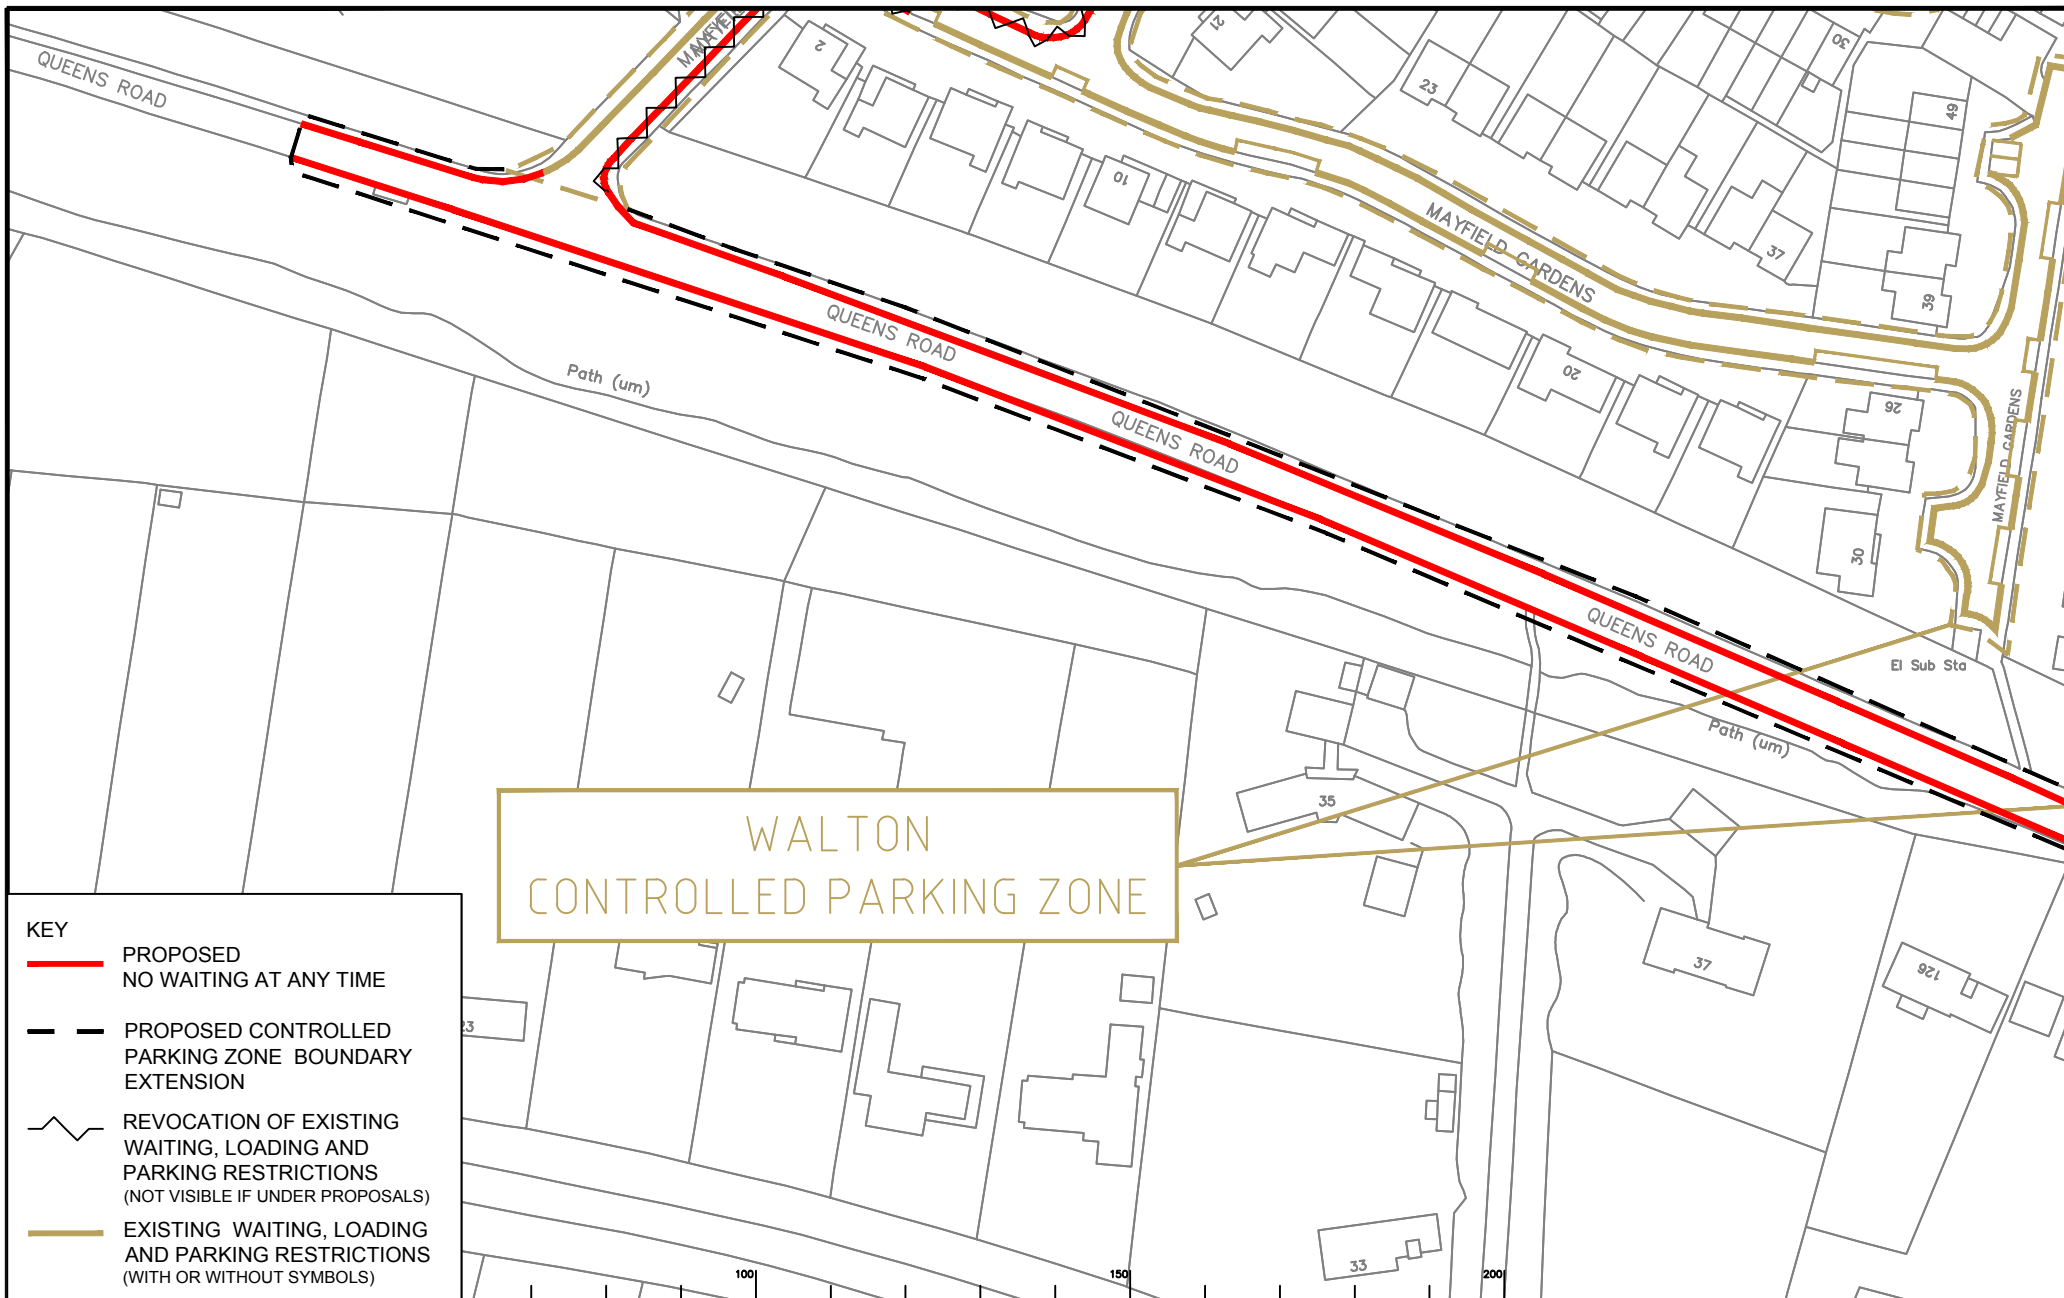 QUEENS ROAD
2
21
23
30
49
10
MAYFIELD GARDENS
37
39
QUEENS ROAD
Path (um)
20
26
QUEENS ROAD
MAYFIELD GARDENS
30
QUEENS ROAD
El Sub Sta
Path (um)
35
WALTON
CONTROLLED PARKING ZONE
37
126
33
KEY
PROPOSED
NO WAITING AT ANY TIME
PROPOSED CONTROLLED
PARKING ZONE BOUNDARY
EXTENSION
REVOCATION OF EXISTING
WAITING, LOADING AND
PARKING RESTRICTIONS
(NOT VISIBLE IF UNDER PROPOSALS)
EXISTING WAITING, LOADING
AND PARKING RESTRICTIONS
(WITH OR WITHOUT SYMBOLS)
23
100
150
200